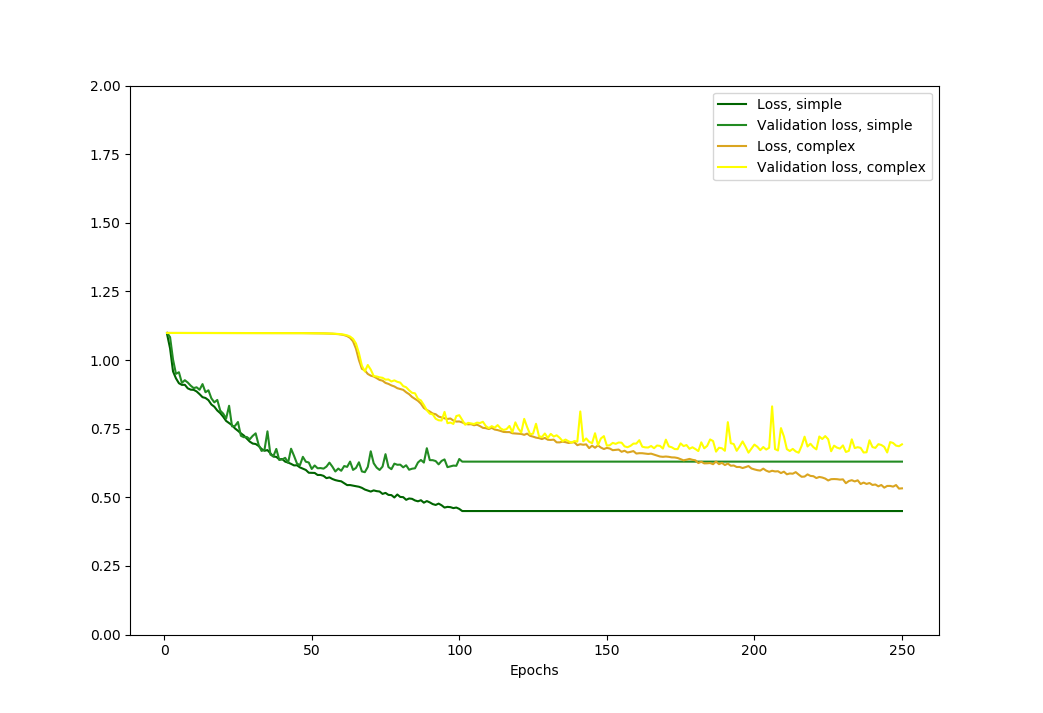 2.00
1.75
1.50
1.25
1.00
0.75
0.50
0.25
0.00
Loss, simple
Validation loss, simple
Loss, complex
Validation loss, complex
0 50 100 150 200 250
Epochs